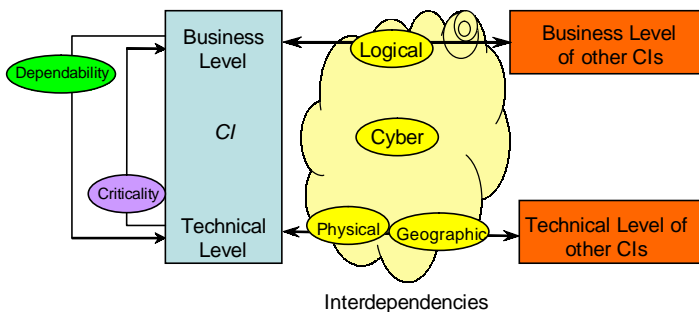 Business
Level
Dependability
CI
Criticality
Technical
Level
Logical
Cyber
Physical
Geographic
Business Level
of other CIs
Technical Level of
other CIs
Interdependencies